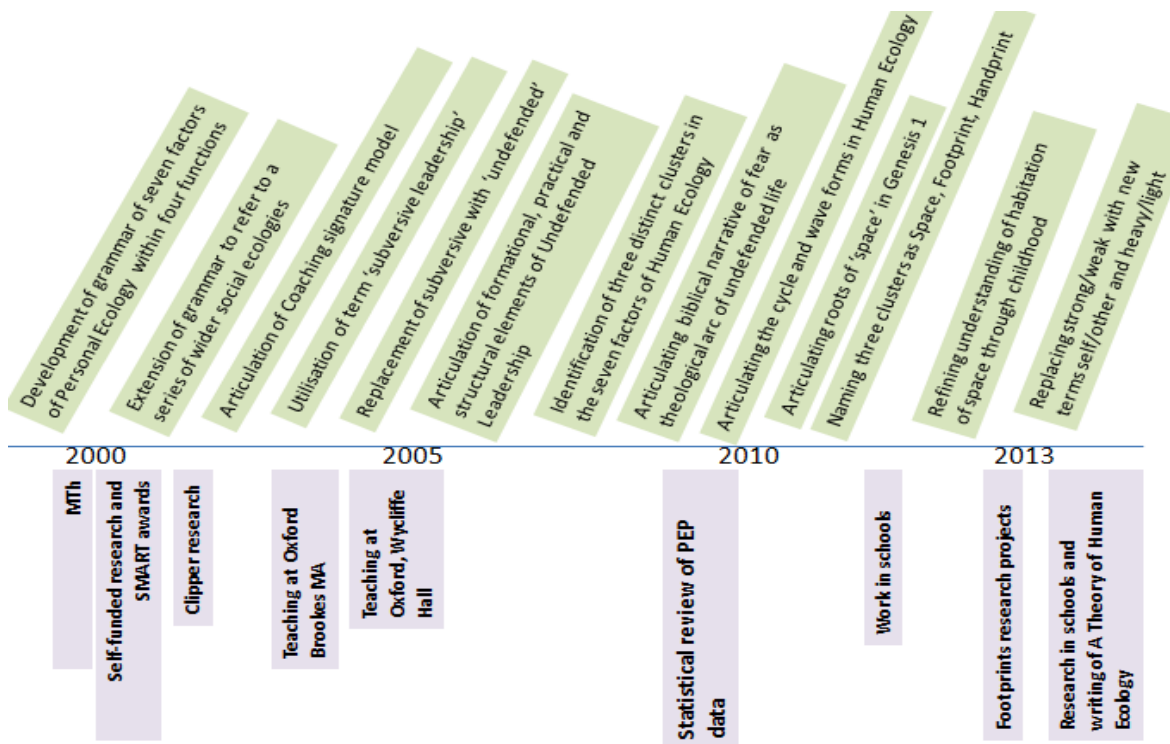 Development of grammar of seven factors
of Personal Ecology within four functions
Extension of grammar to refer to a
series of wider social ecologies
Articulation of Coaching signature model
Utilisation of term ‘subversive leadership’
Replacement of subversive with ‘undefended’
Articulation of formational, practical and
structural elements of Undefended
Leadership
Identification of three distinct clusters in
the seven factors of Human Ecology
Articulating biblical narrative of fear as
theological arc of undefended life
Articulating the cycle and wave forms in Human Ecology
Articulating roots of ‘space’ in Genesis 1
Naming three clusters as Space, Footprint, Handprint
Refining understanding of habitation
of space through childhood
Replacing strong/weak with new
terms self/other and heavy/light
2000
2005
2010
2013
MTh
Self-funded research and
SMART awards
Clipper research
Teaching at Oxford
Brookes MA
Teaching at
Oxford, Wycliffe
Hall
Statistical review of PEP
data
Work in schools
Footprints research projects
Research in schools and
writing of A Theory of Human
Ecology